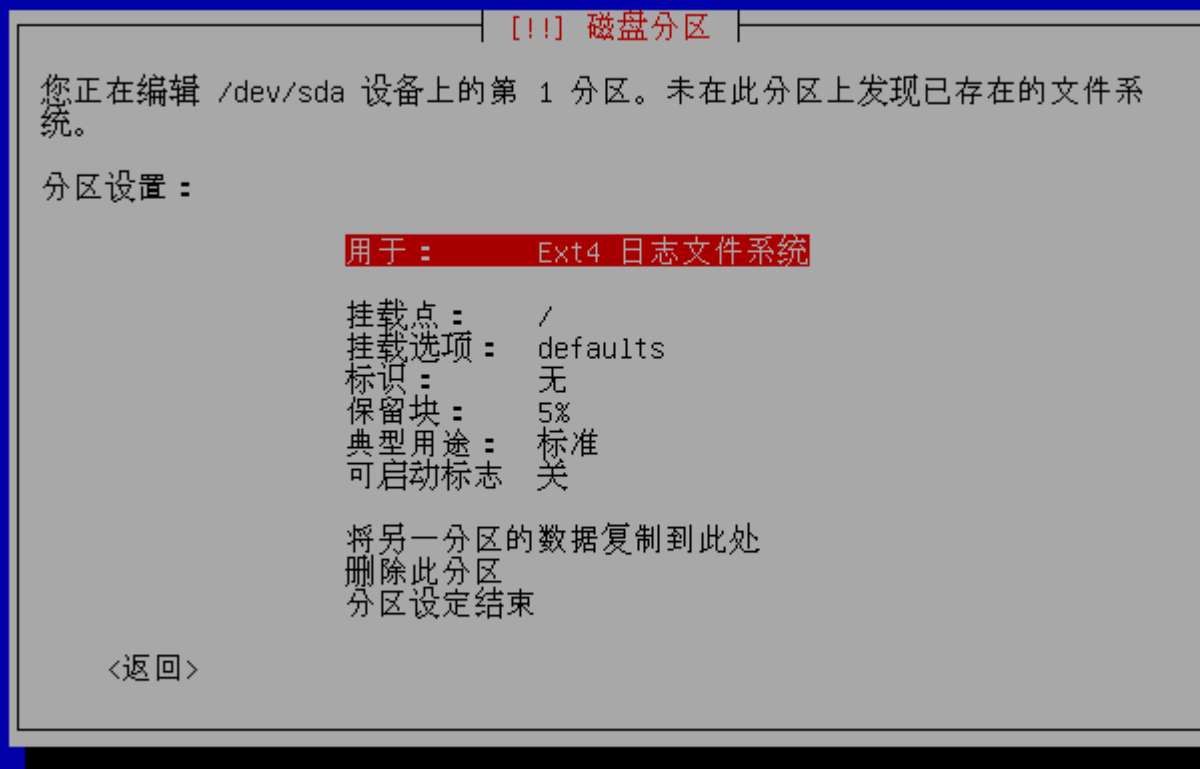 [!!] 磁盘分区
您正在编辑 /dev/sda 设备上的第 1 分区。未在此分区上发现已存在的文件系
统。
分区设置：
用于： Ext4 日志文件系统
挂载点： /
挂载选项： defaults
标识： 无
保留块： 5%
典型用途： 标准
可启动标志 关
将另一分区的数据复制到此处
删除此分区
分区设定结束
<返回>